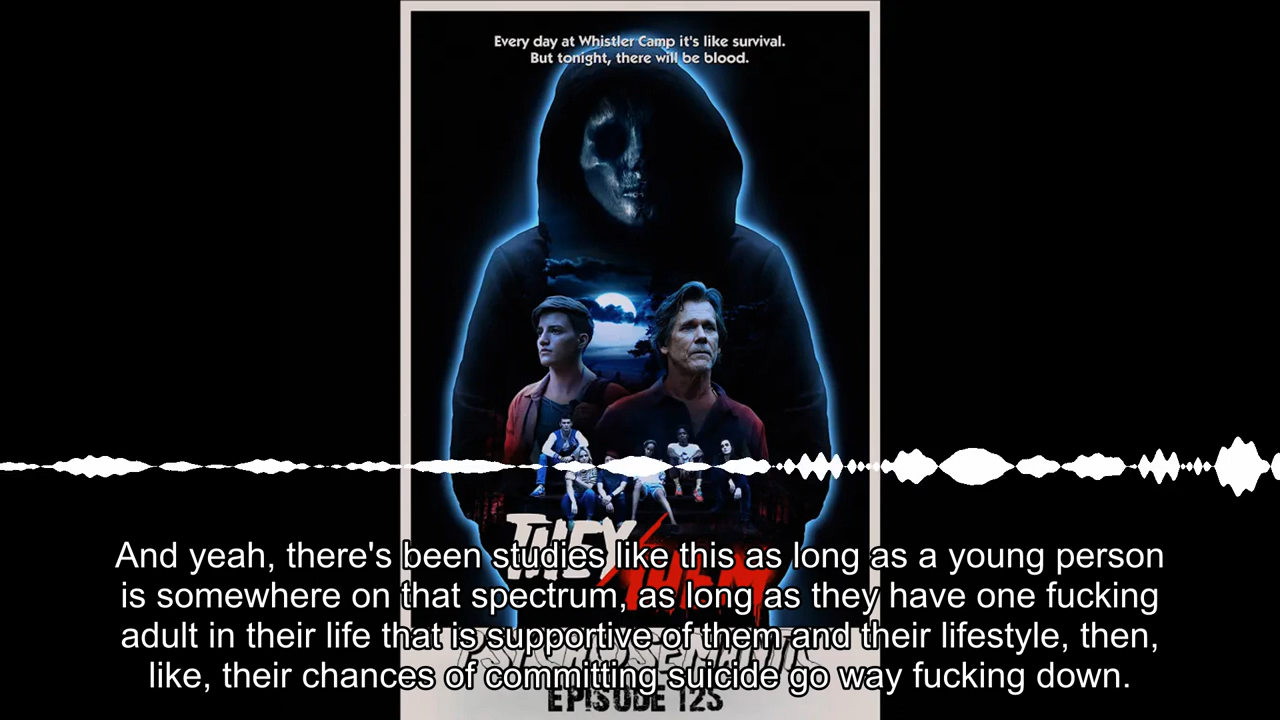 Every day at Whistler Camp it's like survival.
But tonight, there will be blood.
THEY/THEM
And yeah, there's been studies like this as long as a young person
is somewhere on that spectrum, as long as they have one fucking
adult in their life that is supportive of them and their lifestyle, then,
like, their chances of committing suicide go way fucking down.
EPISODE 125